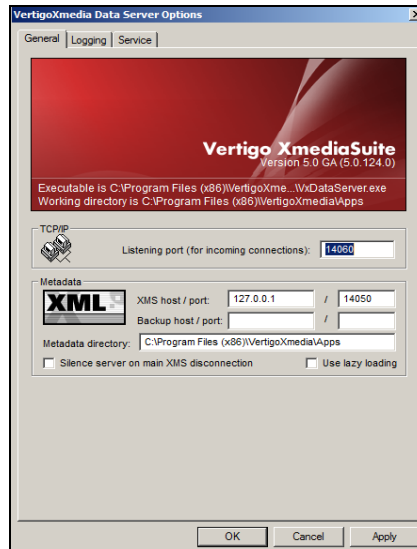 VertigoXmedia Data Server Options
General Logging Service
Vertigo XmediaSuite
Version 5.0 GA (5.0.124.0)
Executable is C:\Program Files (x86)\VertigoXme...\VxDataServer.exe
Working directory is C:\Program Files (x86)\VertigoXmedia\Apps
TCP/IP
Listening port (for incoming connections): 14060
Metadata
XML XMS host / port: 127.0.0.1 / 14050
Backup host / port: /
Metadata directory: C:\Program Files (x86)\VertigoXmedia\Apps
Silence server on main XMS disconnection Use lazy loading
OK Cancel Apply